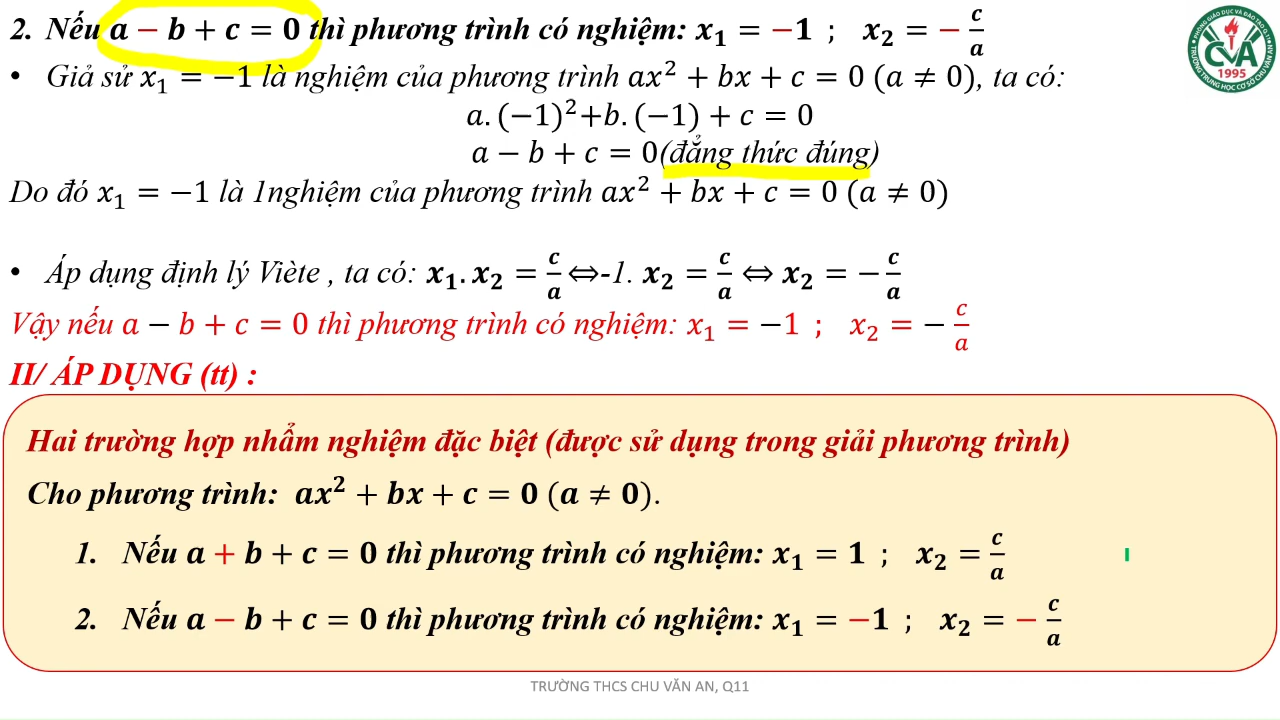 2. Nếu a − b + c = 0 thì phương trình có nghiệm: x₁ = −1 ; x₂ = − c/a
• Giả sử x₁ = −1 là nghiệm của phương trình ax² + bx + c = 0 (a ≠ 0), ta có:
a. (−1)²+b. (−1) + c = 0
a − b + c = 0(đẳng thức đúng)
Do đó x₁ = −1 là 1nghiệm của phương trình ax² + bx + c = 0 (a ≠ 0)
• Áp dụng định lý Viète , ta có: x₁. x₂ = c/a ⇔-1. x₂ = c/a ⇔ x₂ = − c/a
Vậy nếu a − b + c = 0 thì phương trình có nghiệm: x₁ = −1 ; x₂ = − c/a
II/ ÁP DỤNG (tt) :
Hai trường hợp nhẩm nghiệm đặc biệt (được sử dụng trong giải phương trình)
Cho phương trình: ax² + bx + c = 0 (a ≠ 0).
1. Nếu a + b + c = 0 thì phương trình có nghiệm: x₁ = 1 ; x₂ = c/a
2. Nếu a − b + c = 0 thì phương trình có nghiệm: x₁ = −1 ; x₂ = − c/a
TRƯỜNG THCS CHU VĂN AN, Q11
CVA
1995